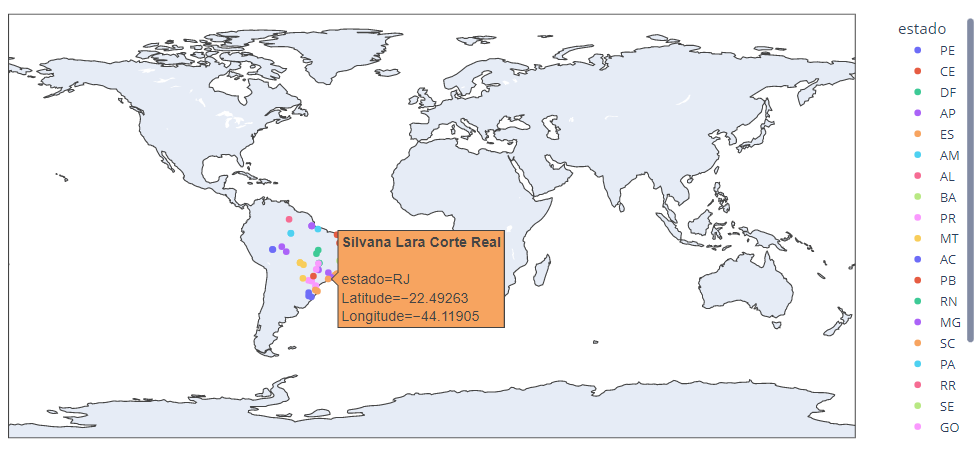 Silvana Lara Corte Real
estado=RJ
Latitude=−22.49263
Longitude=−44.11905
estado
PE
CE
DF
AP
ES
AM
AL
BA
PR
MT
AC
PB
RN
MG
SC
PA
RR
SE
GO